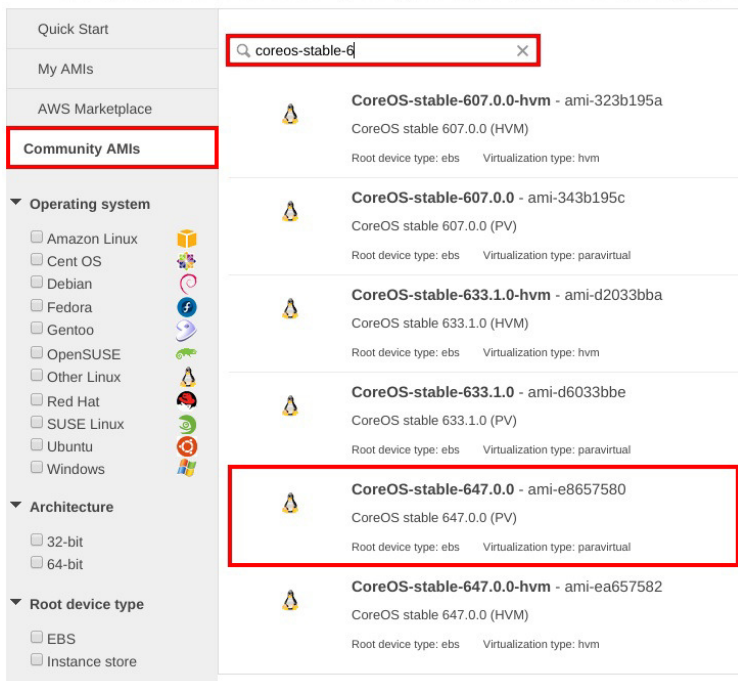 Quick Start
My AMIs
AWS Marketplace
Community AMIs
Operating system
Amazon Linux
Cent OS
Debian
Fedora
Gentoo
OpenSUSE
Other Linux
Red Hat
SUSE Linux
Ubuntu
Windows
Architecture
32-bit
64-bit
Root device type
EBS
Instance store
coreos-stable-6
CoreOS-stable-607.0.0-hvm - ami-323b195a
CoreOS stable 607.0.0 (HVM)
Root device type: ebs Virtualization type: hvm
CoreOS-stable-607.0.0 - ami-343b195c
CoreOS stable 607.0.0 (PV)
Root device type: ebs Virtualization type: paravirtual
CoreOS-stable-633.1.0-hvm - ami-d2033bba
CoreOS stable 633.1.0 (HVM)
Root device type: ebs Virtualization type: hvm
CoreOS-stable-633.1.0 - ami-d6033bbe
CoreOS stable 633.1.0 (PV)
Root device type: ebs Virtualization type: paravirtual
CoreOS-stable-647.0.0 - ami-e8657580
CoreOS stable 647.0.0 (PV)
Root device type: ebs Virtualization type: paravirtual
CoreOS-stable-647.0.0-hvm - ami-ea657582
CoreOS stable 647.0.0 (HVM)
Root device type: ebs Virtualization type: hvm